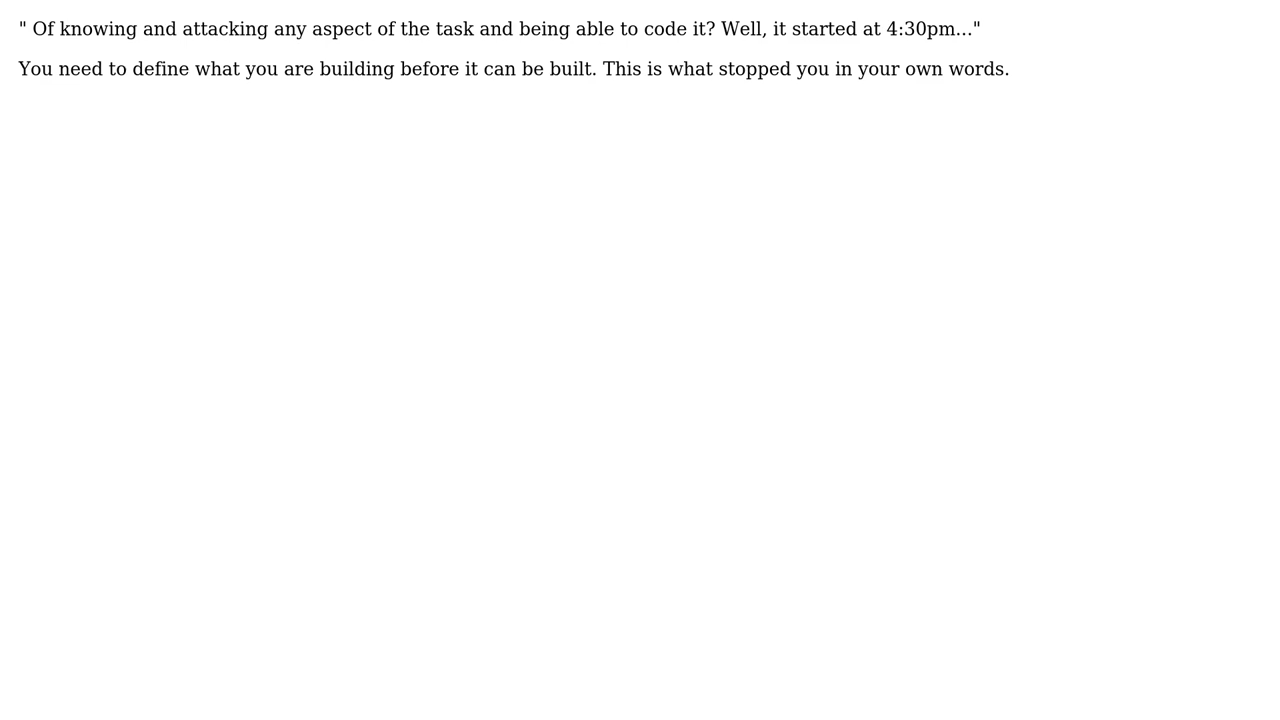 " Of knowing and attacking any aspect of the task and being able to code it? Well, it started at 4:30pm..."
You need to define what you are building before it can be built. This is what stopped you in your own words.